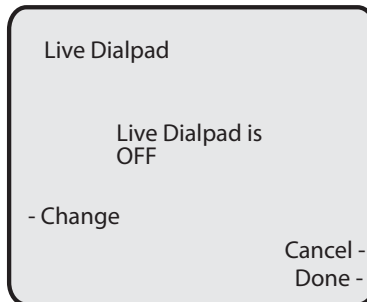 Live Dialpad
Live Dialpad is
OFF
- Change
Cancel -
Done -